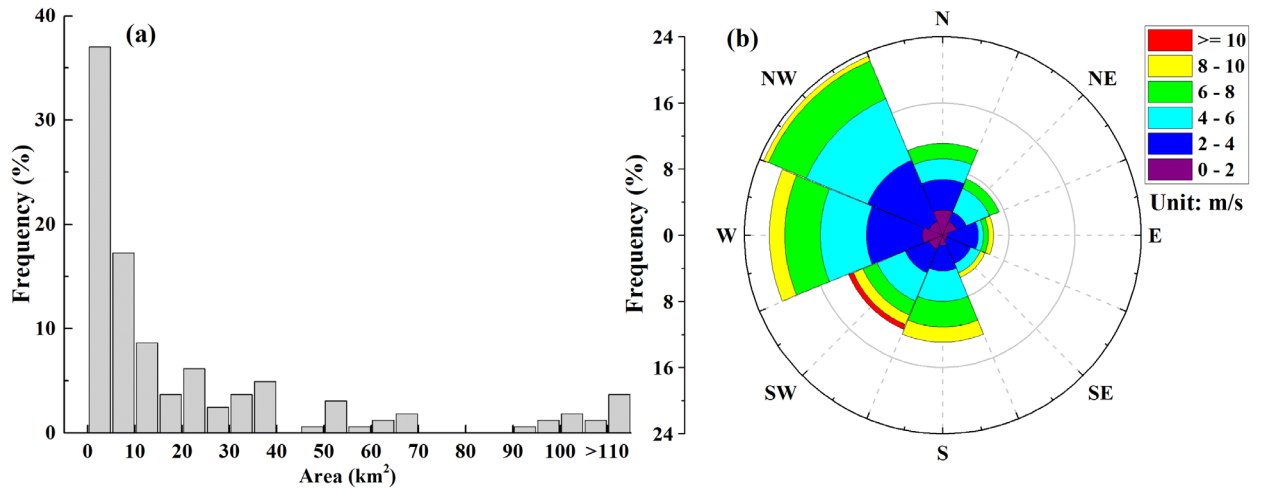 (a)
Frequency (%)
40
30
20
10
0
0 10 20 30 40 50 60 70 80 90 100 >110
Area (km²)
(b)
Frequency (%)
24
16
8
0
8
16
24
N
NE
E
SE
S
SW
W
NW
>= 10
8 - 10
6 - 8
4 - 6
2 - 4
0 - 2
Unit: m/s